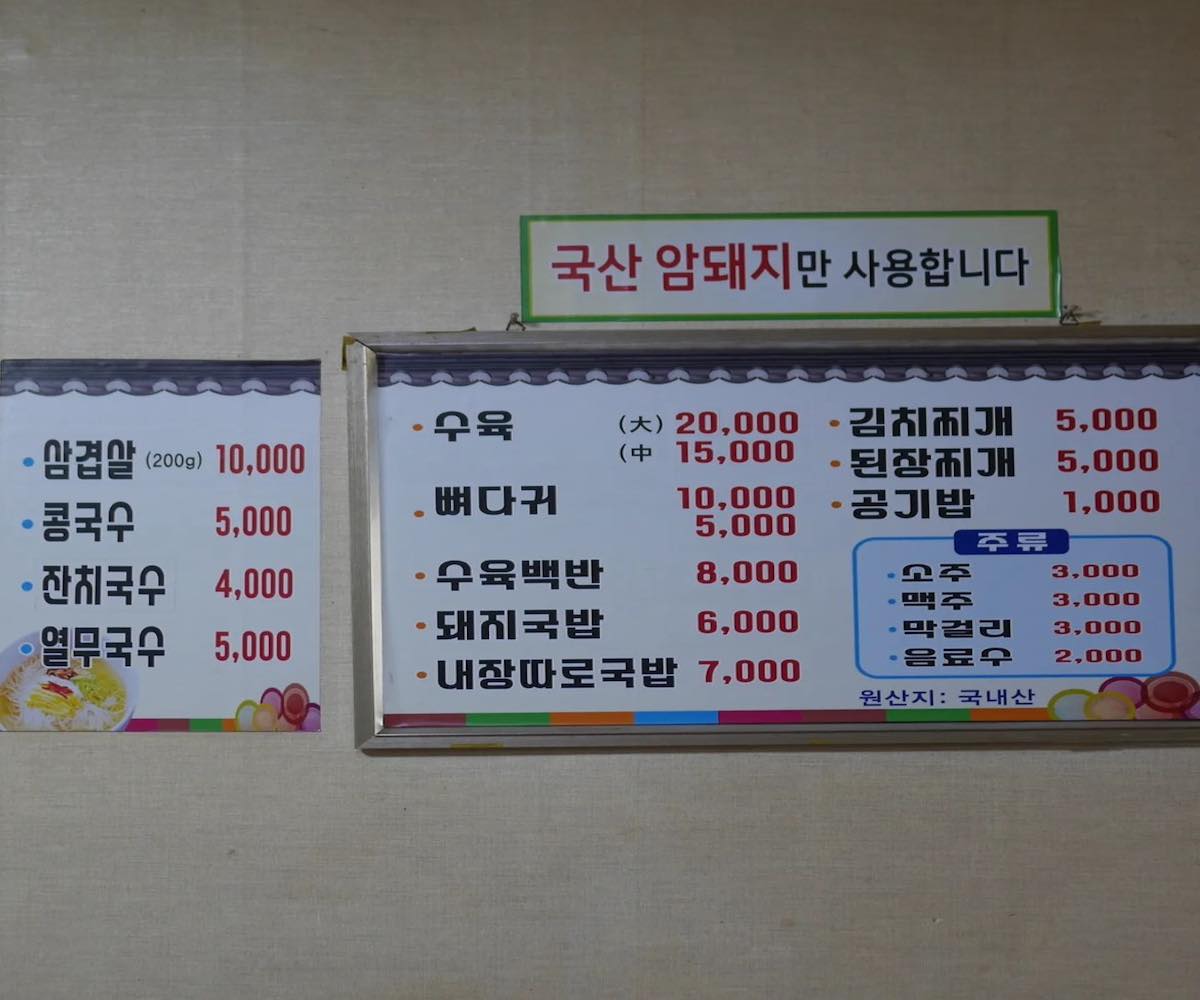 국산 암돼지만 사용합니다
삼겹살 (200g) 10,000
콩국수 5,000
잔치국수 4,000
열무국수 5,000
수육 (大) 20,000
(中 15,000
뼈다귀 10,000
5,000
수육백반 8,000
돼지국밥 6,000
내장따로국밥 7,000
김치찌개 5,000
된장찌개 5,000
공기밥 1,000
주류
소주 3,000
맥주 3,000
막걸리 3,000
음료수 2,000
원산지: 국내산